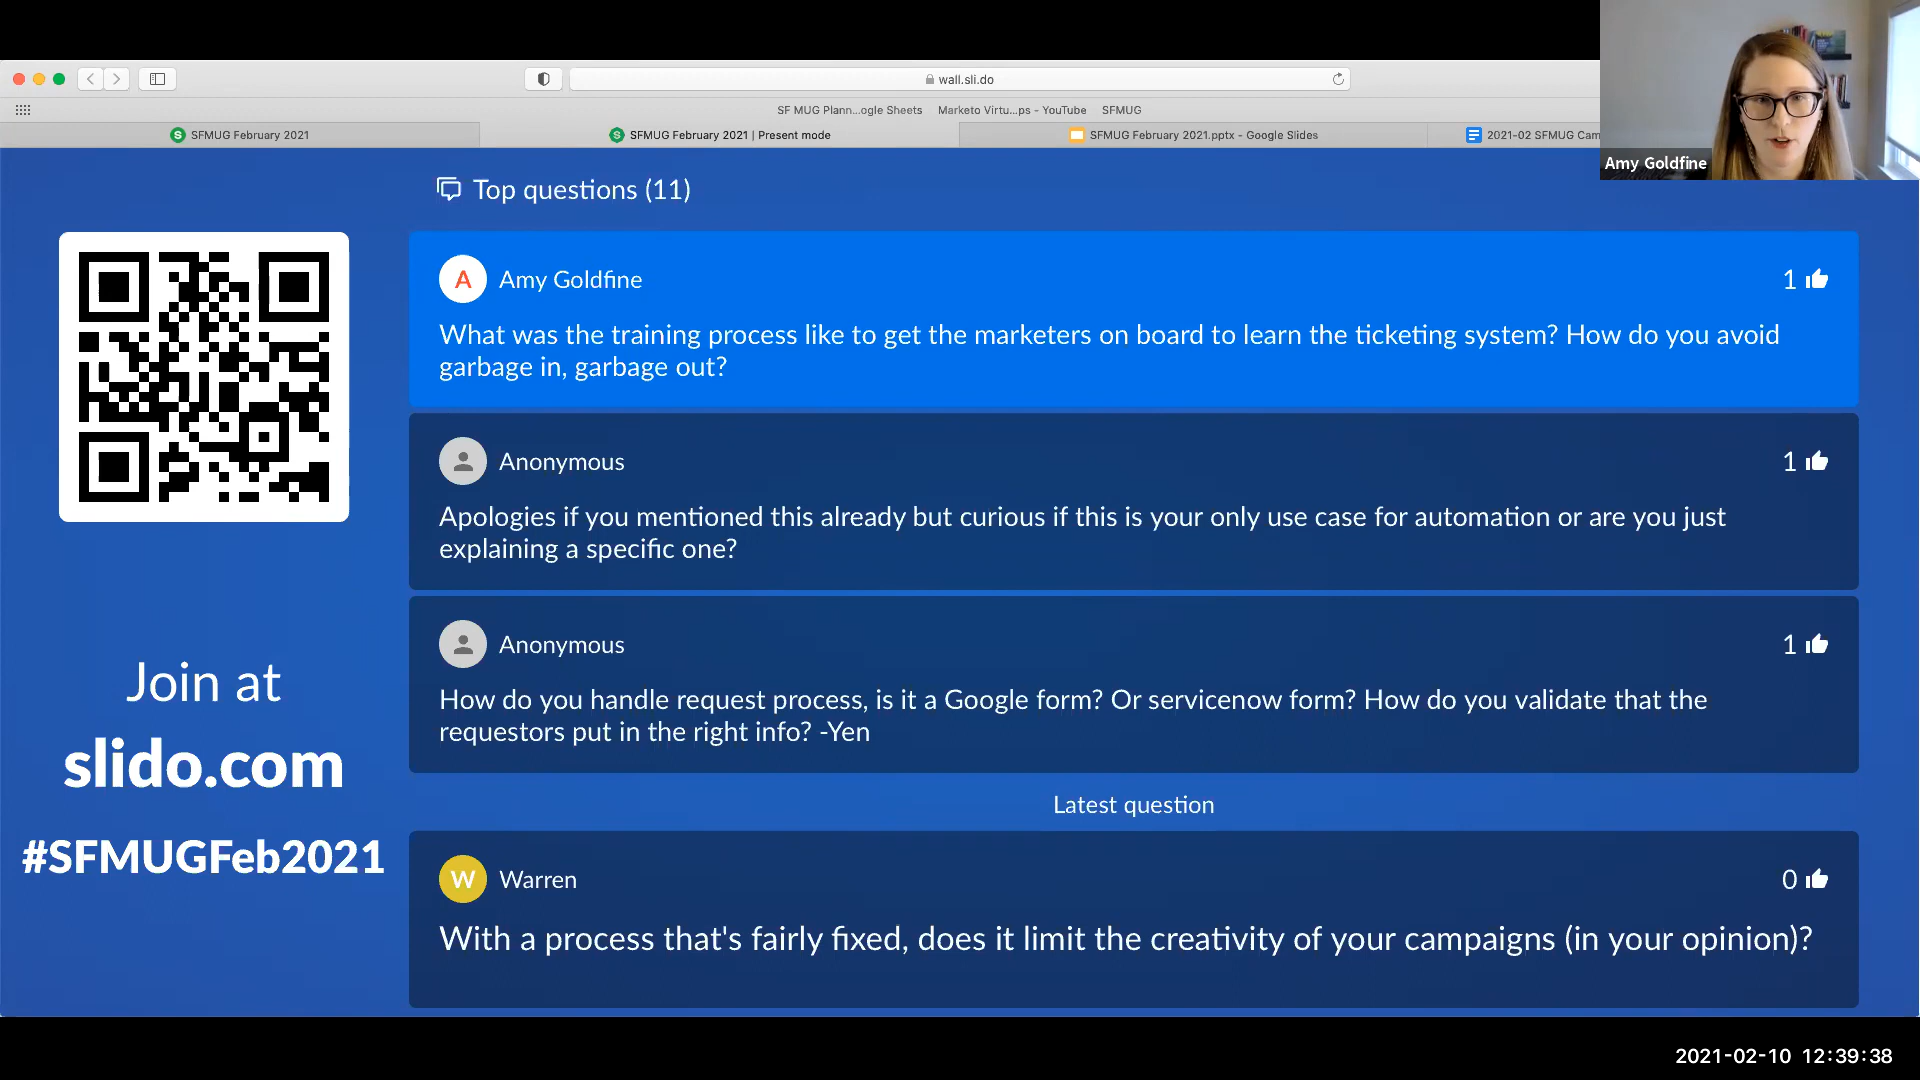 wall.sli.do
SF MUG Plann...ogle Sheets Marketo Virtu...ps - YouTube SFMUG
S SFMUG February 2021 S SFMUG February 2021 | Present mode SFMUG February 2021.pptx - Google Slides 2021-02 SFMUG Cam
Amy Goldfine
Top questions (11)
A Amy Goldfine 1
What was the training process like to get the marketers on board to learn the ticketing system? How do you avoid
garbage in, garbage out?
Anonymous 1
Apologies if you mentioned this already but curious if this is your only use case for automation or are you just
explaining a specific one?
Anonymous 1
How do you handle request process, is it a Google form? Or servicenow form? How do you validate that the
requestors put in the right info? -Yen
Latest question
W Warren 0
With a process that's fairly fixed, does it limit the creativity of your campaigns (in your opinion)?
Join at
slido.com
#SFMUGFeb2021
2021-02-10 12:39:38